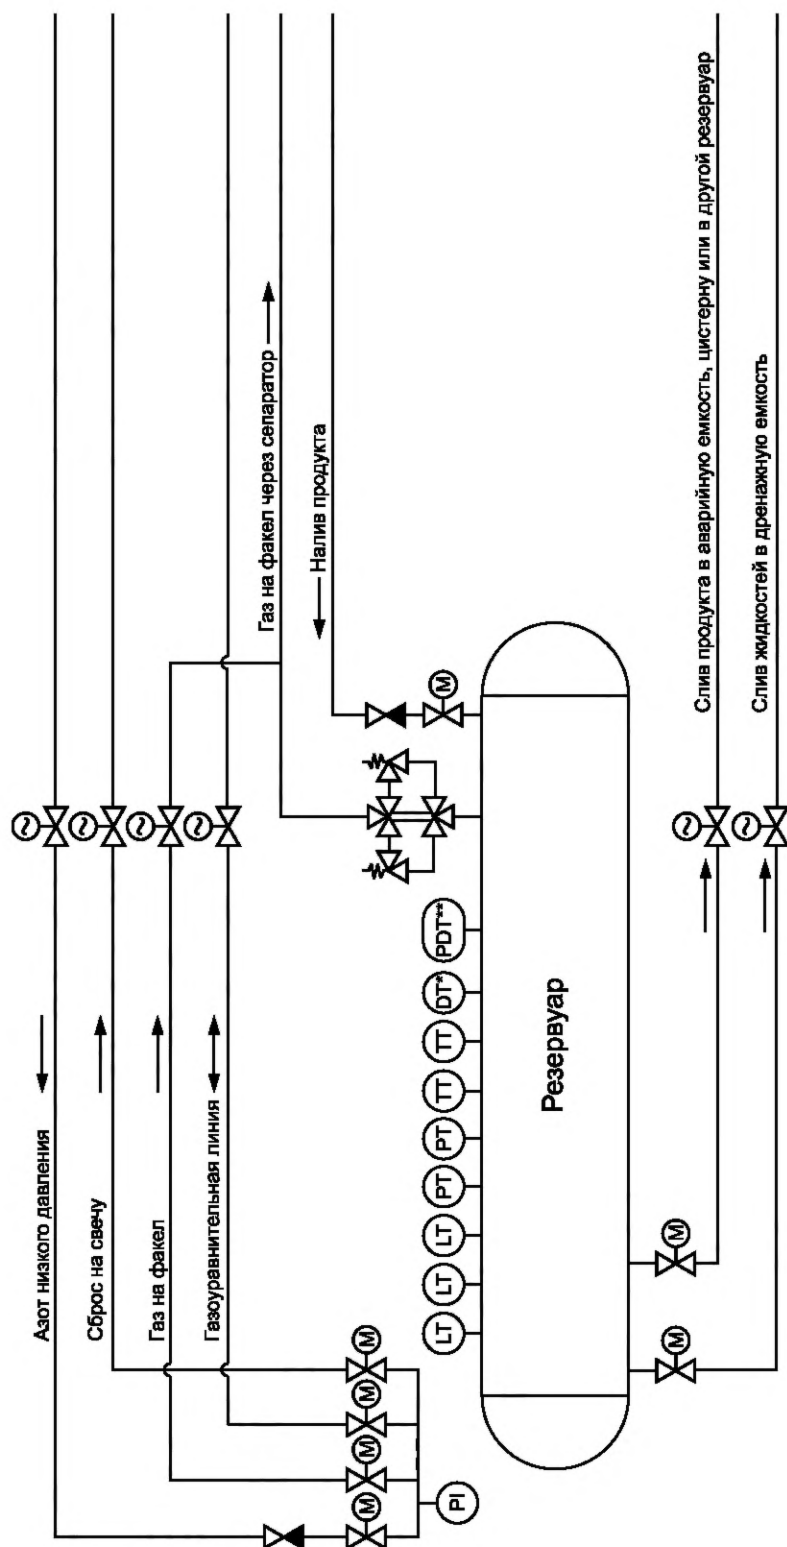 Азот низкого давления
Сброс на свечу
Газ на факел
Газоуравнительная линия
Газ на факел через сепаратор
Налив продукта
M
M
M
M
PI
M
LT
LT
LT
PT
PT
TT
TT
DT*
PDT**
Резервуар
M
M
Слив продукта в аварийную емкость, цистерну или в другой резервуар
Слив жидкостей в дренажную емкость
~
~
~
~
~
~